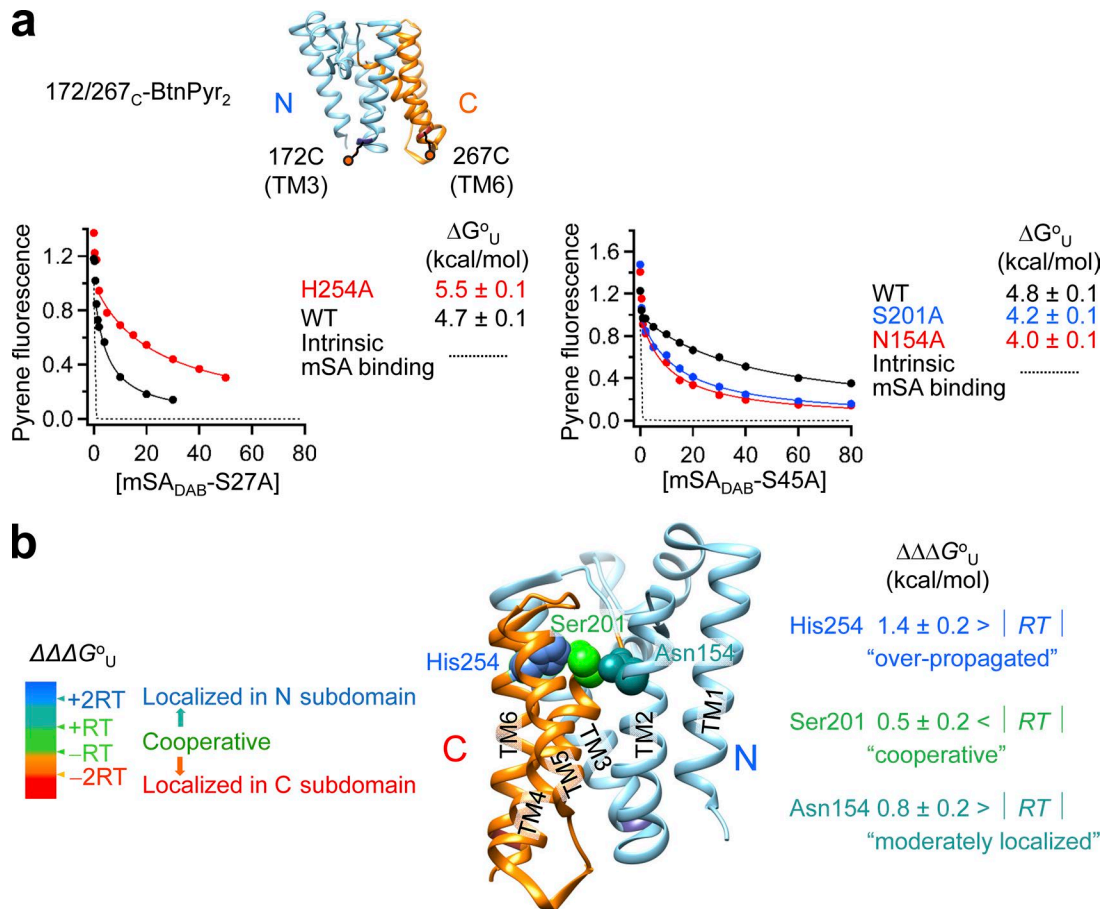 a
172/267C-BtnPyr2
N
C
172C
(TM3)
267C
(TM6)
Pyrene fluorescence
1.2
0.8
0.4
0.0
0 20 40 60 80
[mSADAB-S27A]
ΔG°U
(kcal/mol)
H254A 5.5 ± 0.1
WT 4.7 ± 0.1
Intrinsic
mSA binding
Pyrene fluorescence
1.6
1.2
0.8
0.4
0
0 20 40 60 80
[mSADAB-S45A]
ΔG°U
(kcal/mol)
WT 4.8 ± 0.1
S201A 4.2 ± 0.1
N154A 4.0 ± 0.1
Intrinsic
mSA binding
b
ΔΔΔG°U
+2RT
+RT
−RT
−2RT
Localized in N subdomain
Cooperative
Localized in C subdomain
His254
Ser201
Asn154
C
N
TM6
TM5
TM4
TM3
TM2
TM1
ΔΔΔG°U
(kcal/mol)
His254 1.4 ± 0.2 > | RT |
“over-propagated”
Ser201 0.5 ± 0.2 < | RT |
“cooperative”
Asn154 0.8 ± 0.2 > | RT |
“moderately localized”